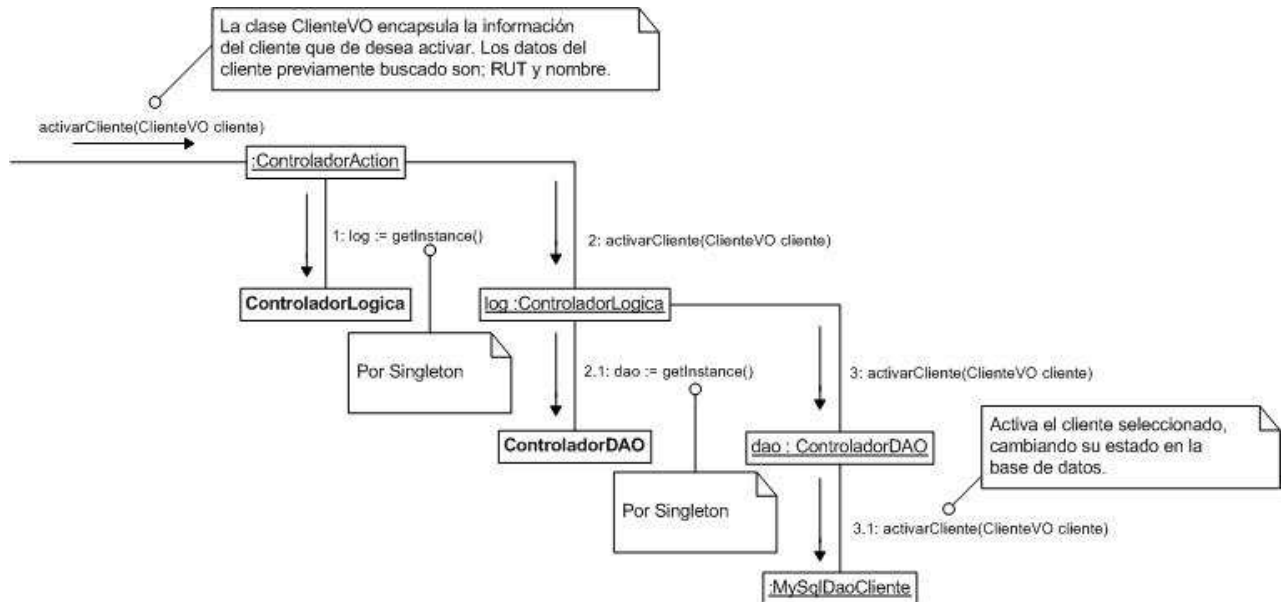 La clase ClienteVO encapsula la información
del cliente que de desea activar. Los datos del
cliente previamente buscado son; RUT y nombre.
activarCliente(ClienteVO cliente)
:ControladorAction
1: log := getInstance()
2: activarCliente(ClienteVO cliente)
ControladorLogica
log :ControladorLogica
Por Singleton
2.1: dao := getInstance()
3: activarCliente(ClienteVO cliente)
Activa el cliente seleccionado,
cambiando su estado en la
base de datos.
ControladorDAO
dao : ControladorDAO
Por Singleton
3.1: activarCliente(ClienteVO cliente)
:MySqlDaoCliente